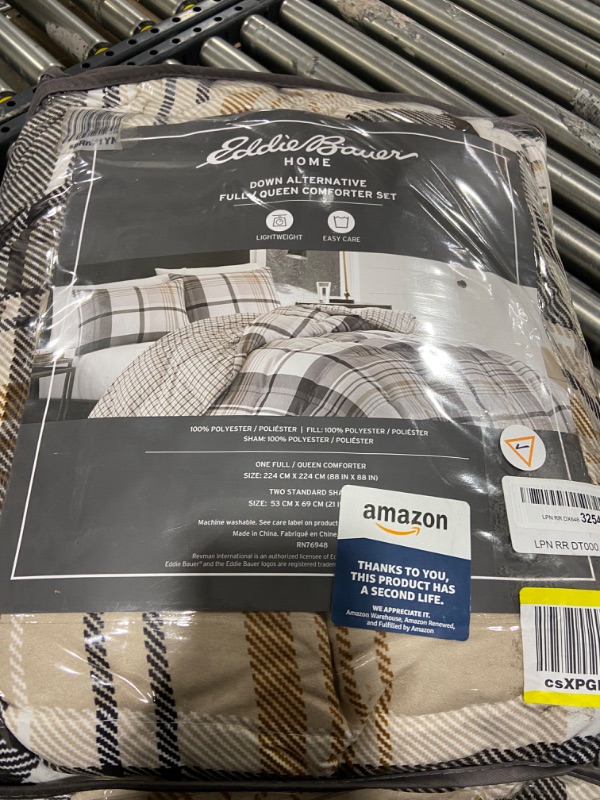 Eddie Bauer
HOME
DOWN ALTERNATIVE
FULL / QUEEN COMFORTER SET
LIGHTWEIGHT
EASY CARE
100% POLYESTER / POLIÉSTER | FILL: 100% POLYESTER / POLIÉSTER
SHAM: 100% POLYESTER / POLIÉSTER
ONE FULL / QUEEN COMFORTER
SIZE: 224 CM X 224 CM (88 IN X 88 IN)
TWO STANDARD SHA
SIZE: 53 CM X 69 CM (21 I
Machine washable. See care label on product
Made in China. Fabriqué en Chine
RN76948
Revman International is an authorized licensee of Ed
Eddie Bauer® and the Eddie Bauer logos are registered tradem
amazon
THANKS TO YOU,
THIS PRODUCT HAS
A SECOND LIFE.
WE APPRECIATE IT.
Amazon Warehouse, Amazon Renewed,
and Fulfilled by Amazon
3254
LPN RR DT000
csXPG